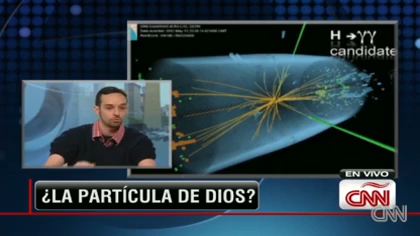 H → γγ
candidate
EN VIVO
¿LA PARTÍCULA DE DIOS?
CNN
CNN